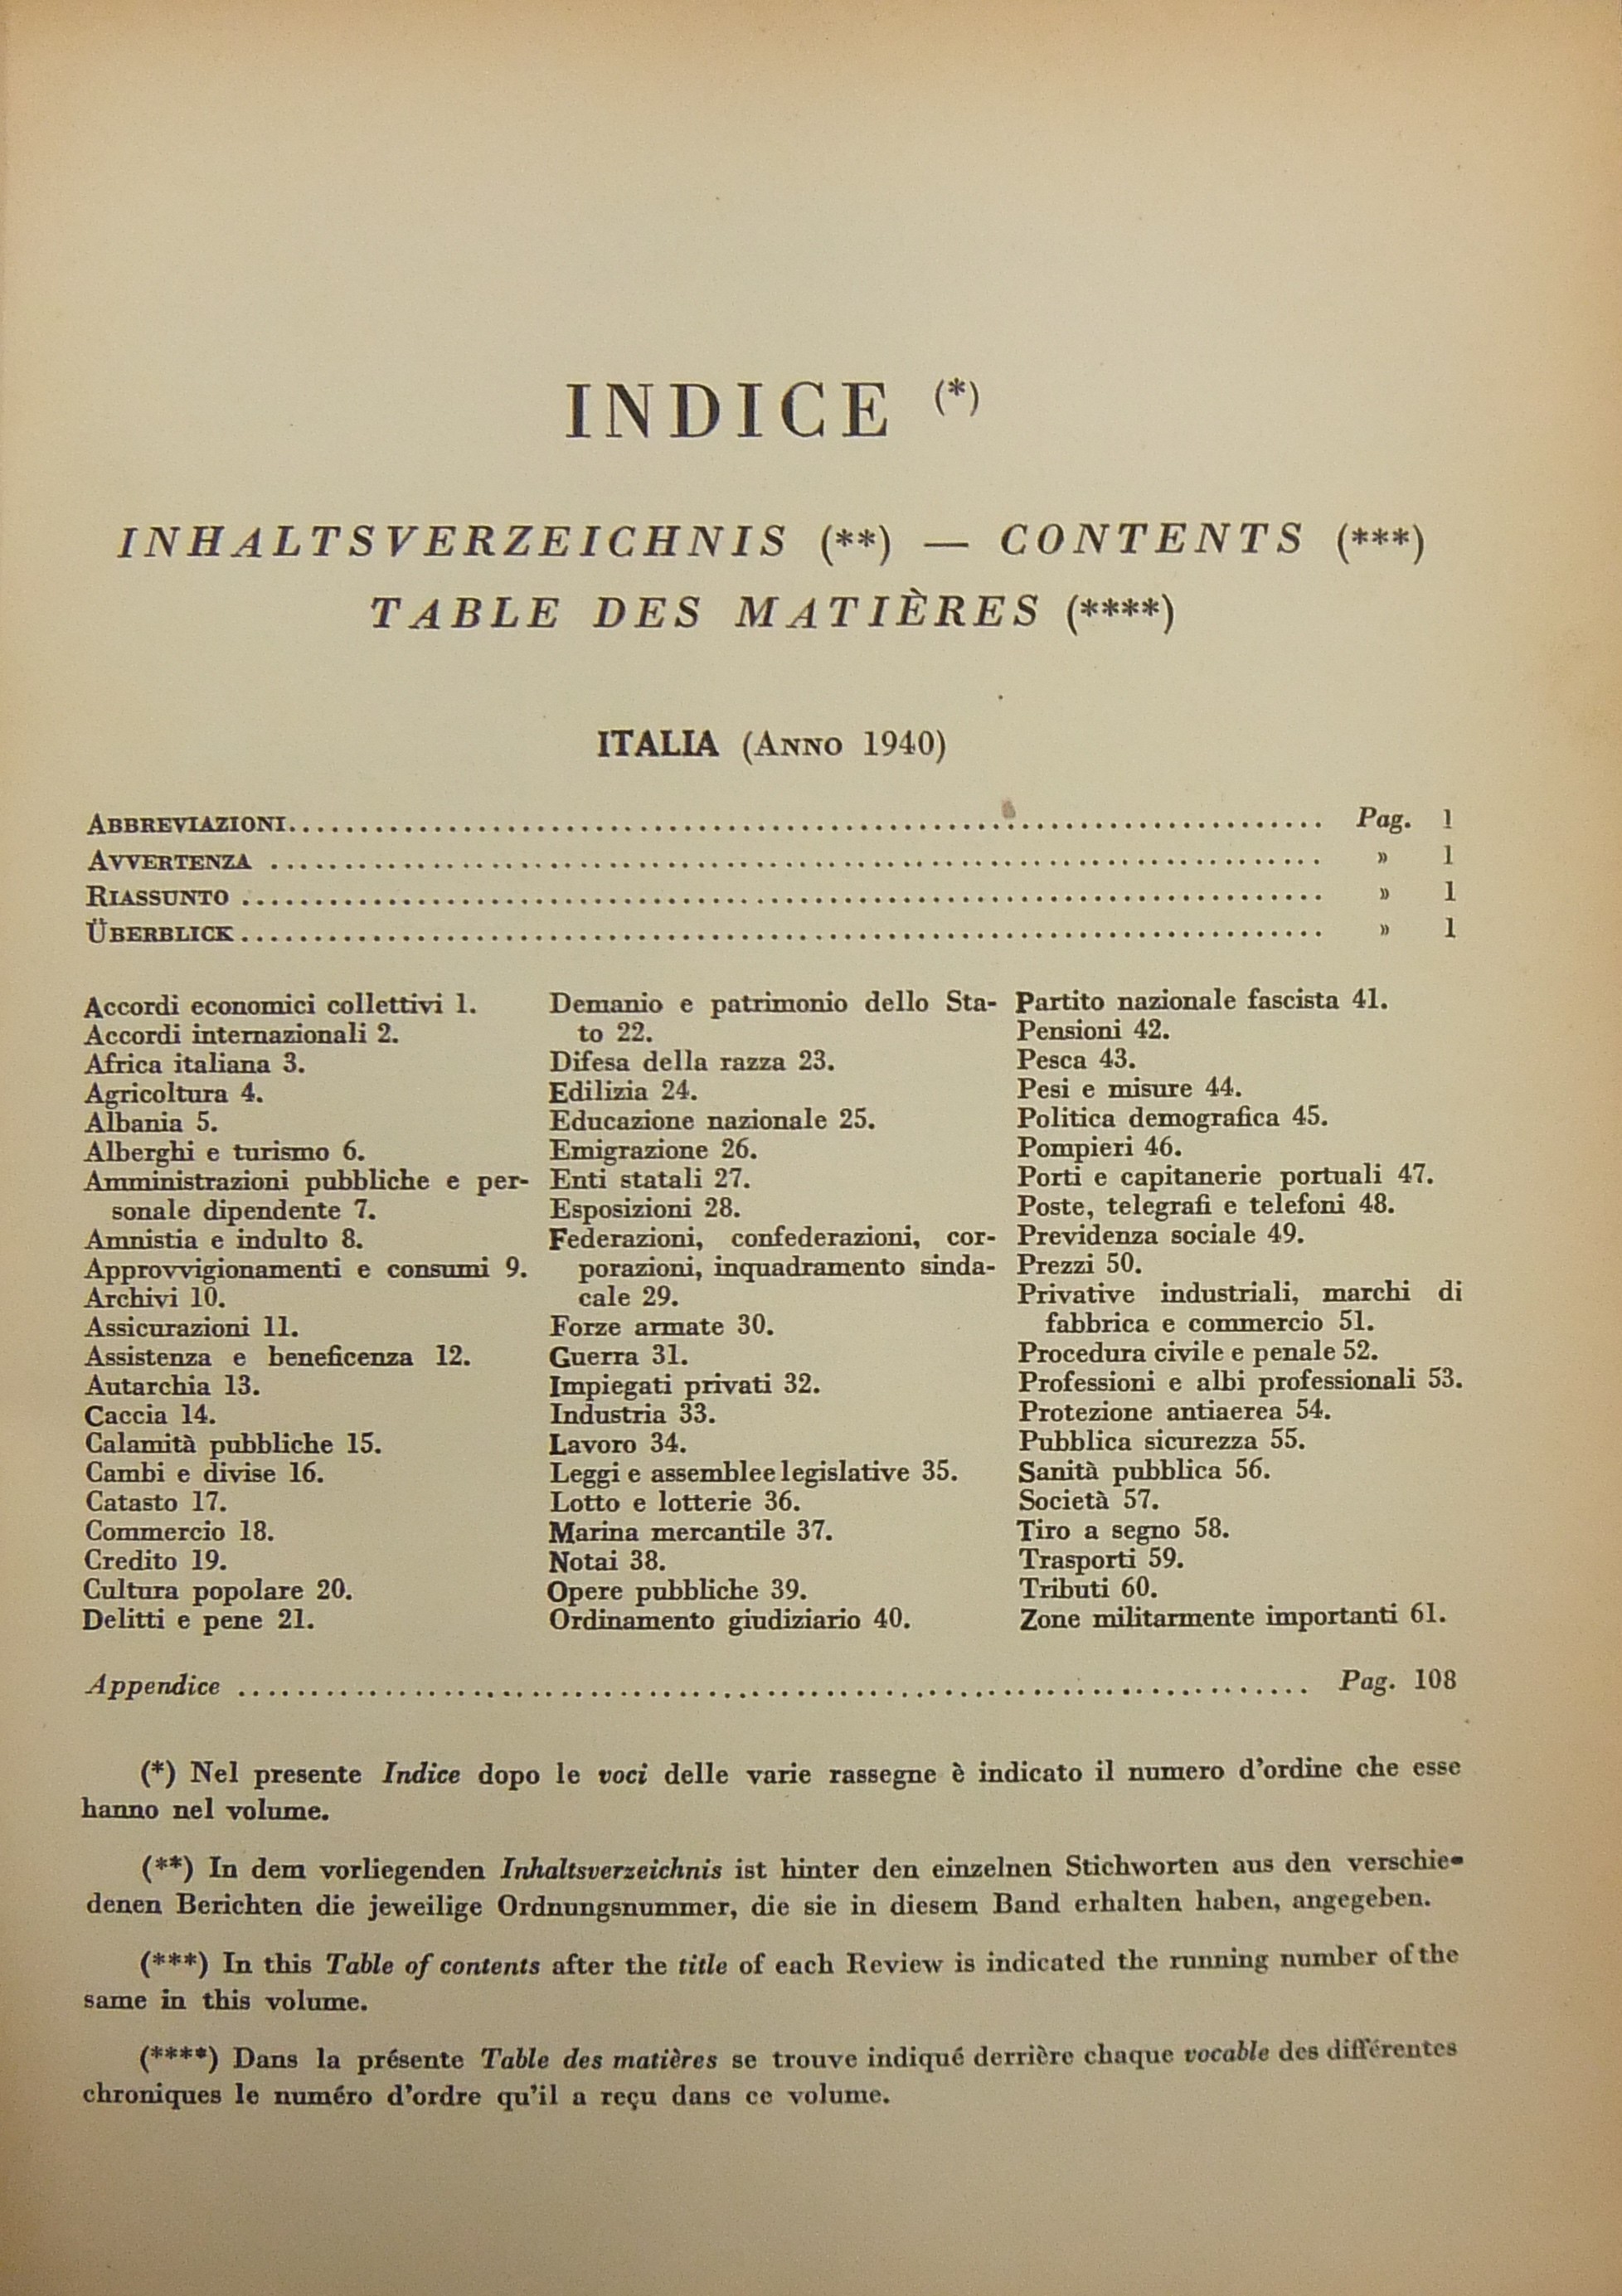 INDICE (*)
INHALTSVERZEICHNIS (**) — CONTENTS (***)
TABLE DES MATIÈRES (****)
ITALIA (ANNO 1940)
ABBREVIAZIONI.......... Pag. 1
AVVERTENZA .......... » 1
RIASSUNTO .......... » 1
ÜBERBLICK.......... » 1
Accordi economici collettivi 1.
Accordi internazionali 2.
Africa italiana 3.
Agricoltura 4.
Albania 5.
Alberghi e turismo 6.
Amministrazioni pubbliche e per-
sonale dipendente 7.
Amnistia e indulto 8.
Approvvigionamenti e consumi 9.
Archivi 10.
Assicurazioni 11.
Assistenza e beneficenza 12.
Autarchia 13.
Caccia 14.
Calamità pubbliche 15.
Cambi e divise 16.
Catasto 17.
Commercio 18.
Credito 19.
Cultura popolare 20.
Delitti e pene 21.
Demanio e patrimonio dello Sta-
to 22.
Difesa della razza 23.
Edilizia 24.
Educazione nazionale 25.
Emigrazione 26.
Enti statali 27.
Esposizioni 28.
Federazioni, confederazioni, cor-
porazioni, inquadramento sinda-
cale 29.
Forze armate 30.
Guerra 31.
Impiegati privati 32.
Industria 33.
Lavoro 34.
Leggi e assemblee legislative 35.
Lotto e lotterie 36.
Marina mercantile 37.
Notai 38.
Opere pubbliche 39.
Ordinamento giudiziario 40.
Partito nazionale fascista 41.
Pensioni 42.
Pesca 43.
Pesi e misure 44.
Politica demografica 45.
Pompieri 46.
Porti e capitanerie portuali 47.
Poste, telegrafi e telefoni 48.
Previdenza sociale 49.
Prezzi 50.
Privative industriali, marchi di
fabbrica e commercio 51.
Procedura civile e penale 52.
Professioni e albi professionali 53.
Protezione antiaerea 54.
Pubblica sicurezza 55.
Sanità pubblica 56.
Società 57.
Tiro a segno 58.
Trasporti 59.
Tributi 60.
Zone militarmente importanti 61.
Appendice .......... Pag. 108
(*) Nel presente Indice dopo le voci delle varie rassegne è indicato il numero d'ordine che esse
hanno nel volume.
(**) In dem vorliegenden Inhaltsverzeichnis ist hinter den einzelnen Stichworten aus den verschie-
denen Berichten die jeweilige Ordnungsnummer, die sie in diesem Band erhalten haben, angegeben.
(***) In this Table of contents after the title of each Review is indicated the running number of the
same in this volume.
(****) Dans la présente Table des matières se trouve indiqué derrière chaque vocable des différentes
chroniques le numéro d'ordre qu'il a reçu dans ce volume.